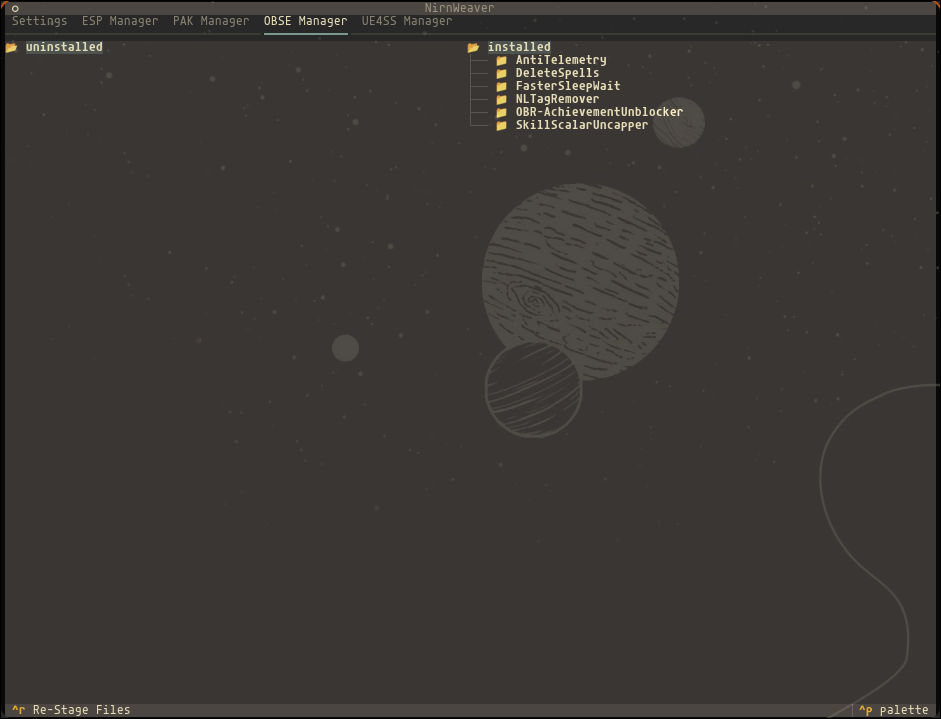 NirnWeaver
Settings ESP Manager PAK Manager OBSE Manager UE4SS Manager
uninstalled
installed
AntiTelemetry
DeleteSpells
FasterSleepWait
NLTagRemover
OBR-AchievementUnblocker
SkillScalarUncapper
^r Re-Stage Files
^p palette